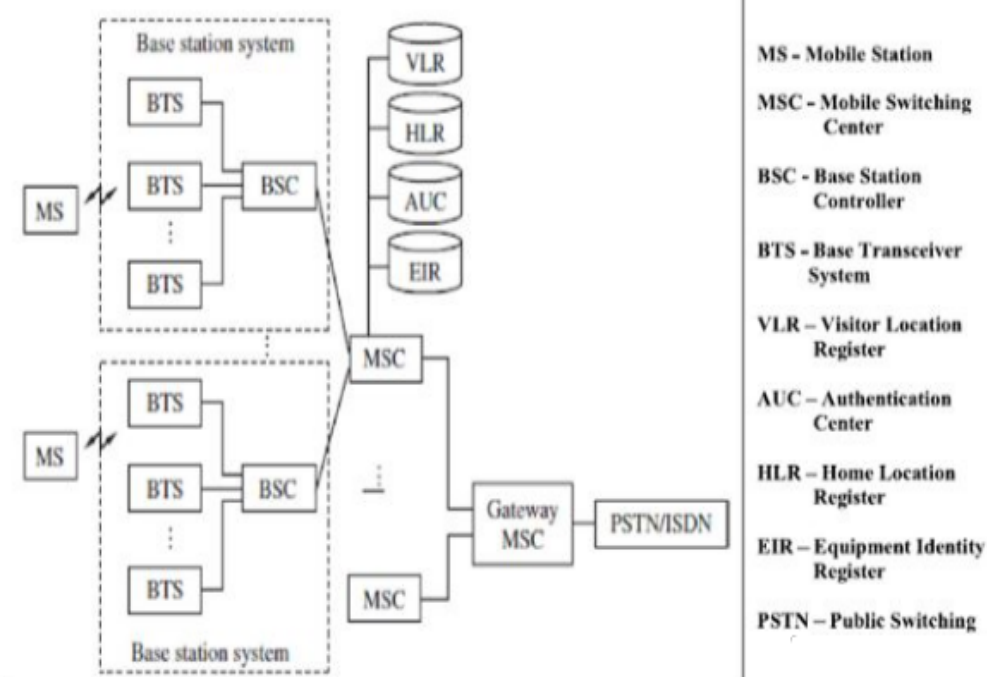 Base station system
BTS
BTS
BTS
BSC
MS
VLR
HLR
AUC
EIR
MSC
BTS
BTS
BTS
BSC
MS
Base station system
MSC
Gateway
MSC
PSTN/ISDN
MS - Mobile Station
MSC - Mobile Switching
Center
BSC - Base Station
Controller
BTS - Base Transceiver
System
VLR – Visitor Location
Register
AUC – Authentication
Center
HLR – Home Location
Register
EIR – Equipment Identity
Register
PSTN – Public Switching